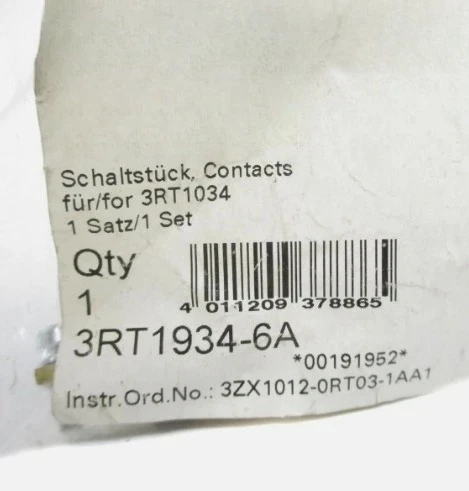 Schaltstück, Contacts
für/for 3RT1034
1 Satz/1 Set
Qty
1
4 011209 378865
3RT1934-6A
*00191952*
Instr.Ord.No.: 3ZX1012-0RT03-1AA1